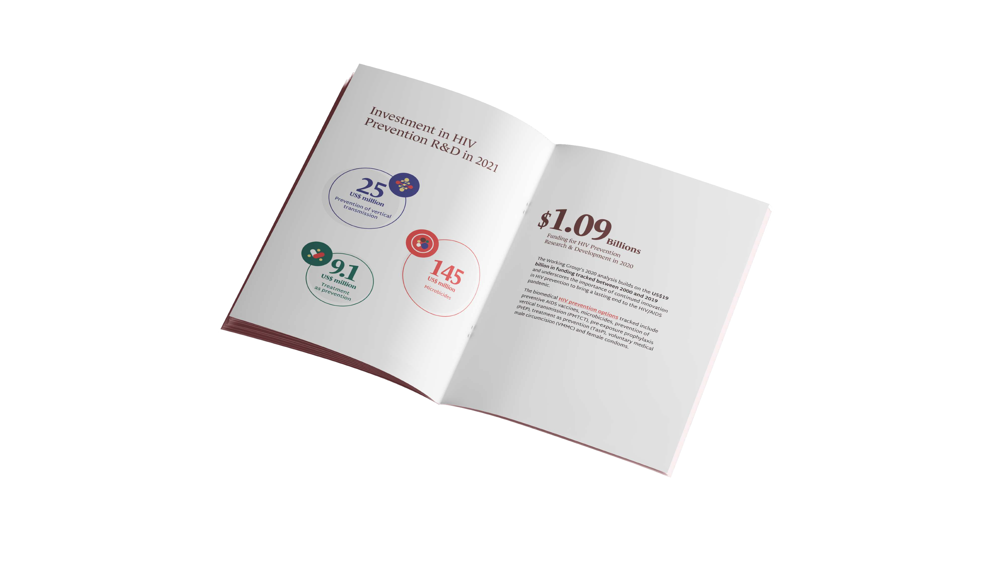 Investment in HIV
Prevention R&D in 2021
25
US$ million
Prevention of vertical
transmission
9.1
US$ million
Treatment
as prevention
145
US$ million
Microbicides
$1.09 Billions
Funding for HIV Prevention
Research & Development in 2020
The Working Group's 2020 analysis builds on the US$19
billion in funding tracked between 2000 and 2019
and underscores the importance of continued innovation
in HIV prevention to bring a lasting end to the HIV/AIDS
pandemic.
The biomedical HIV prevention options tracked include
preventive AIDS vaccines, microbicides, prevention of
vertical transmission (PMTCT), pre-exposure prophylaxis
(PrEP), treatment as prevention (TasP), voluntary medical
male circumcision (VMMC) and female condoms.